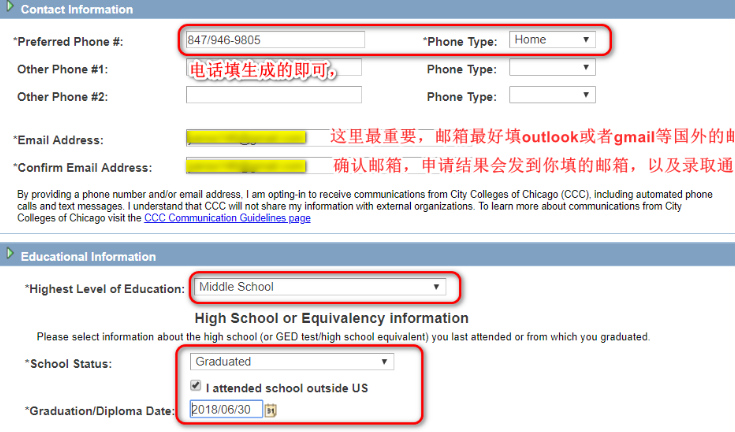 Contact Information
*Preferred Phone #: 847/946-9805 *Phone Type: Home
Other Phone #1: 电话填生成的即可, Phone Type:
Other Phone #2: Phone Type:
*Email Address: 这里最重要，邮箱最好填outlook或者gmail等国外的
*Confirm Email Address: 确认邮箱，申请结果会发到你填的邮箱，以及录取通
By providing a phone number and/or email address, I am opting-in to receive communications from City Colleges of Chicago (CCC), including automated phone
calls and text messages. I understand that CCC will not share my information with external organizations. To learn more about communications from City
Colleges of Chicago visit the CCC Communication Guidelines page
Educational Information
*Highest Level of Education: Middle School
High School or Equivalency information
Please select information about the high school (or GED test/high school equivalent) you last attended or from which you graduated.
*School Status: Graduated
I attended school outside US
*Graduation/Diploma Date: 2018/06/30 31